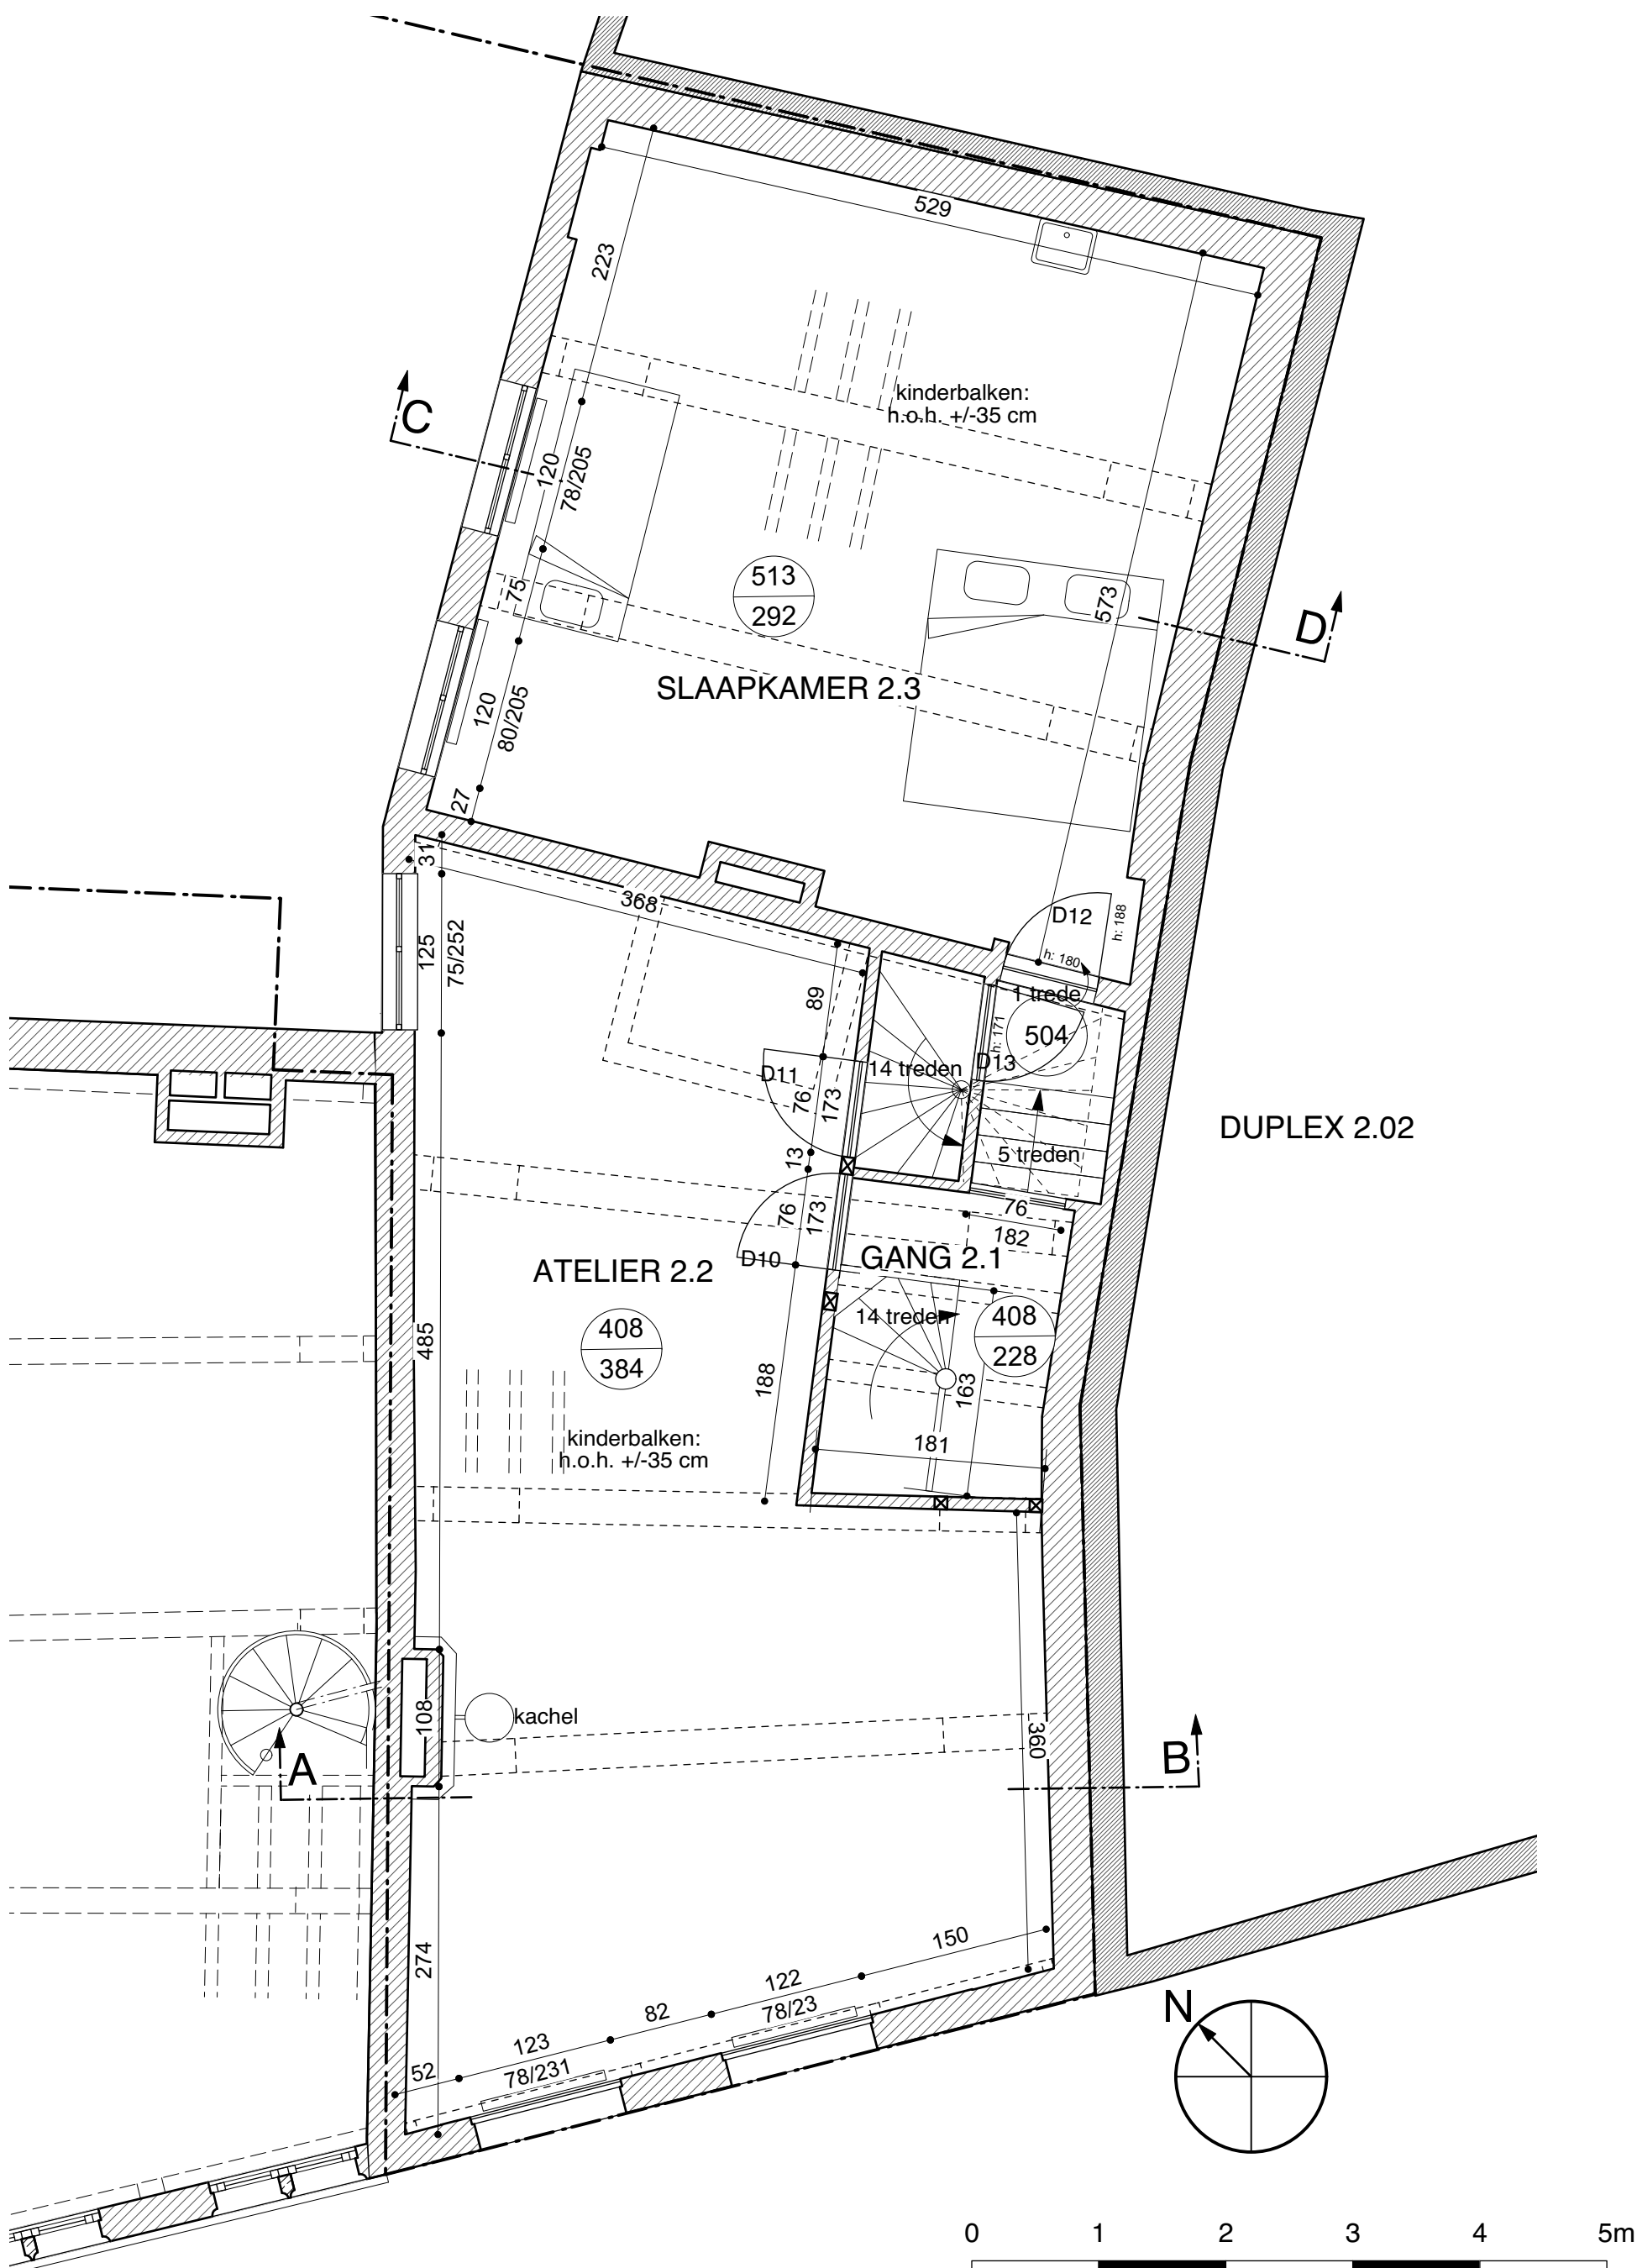 529
223
kinderbalken:
h.o.h. +/-35 cm
C
120
78/205
513
292
75
573
D
SLAAPKAMER 2.3
120
80/205
27
31
368
D12
h: 188
h: 180
125
75/252
89
1 trede
h: 171
504
D13
14 treden
D11
76
173
DUPLEX 2.02
13
5 treden
76
173
76
182
D10
GANG 2.1
ATELIER 2.2
14 treden
408
228
408
384
485
188
163
181
kinderbalken:
h.o.h. +/-35 cm
108
kachel
360
A
B
274
150
122
78/23
82
123
78/231
52
N
0 1 2 3 4 5m